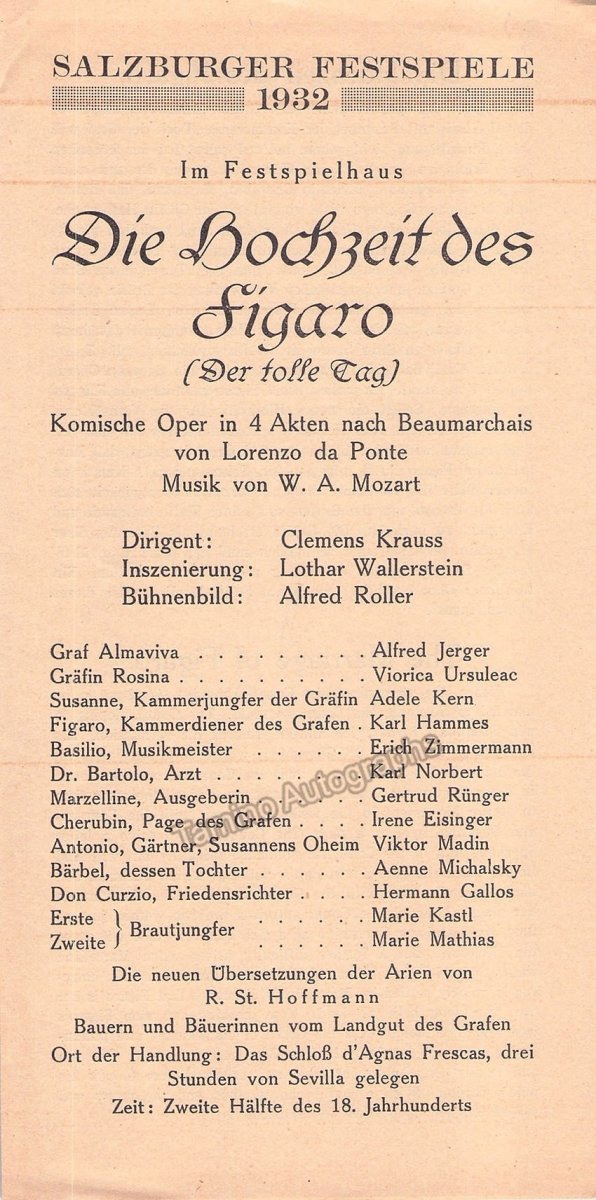 SALZBURGER FESTSPIELE
1932
Im Festspielhaus
Die Hochzeit des
Figaro
(Der tolle Tag)
Komische Oper in 4 Akten nach Beaumarchais
von Lorenzo da Ponte
Musik von W. A. Mozart
Dirigent: Clemens Krauss
Inszenierung: Lothar Wallerstein
Bühnenbild: Alfred Roller
Graf Almaviva . . . . . . . . . . Alfred Jerger
Gräfin Rosina . . . . . . . . . . Viorica Ursuleac
Susanne, Kammerjungfer der Gräfin Adele Kern
Figaro, Kammerdiener des Grafen . Karl Hammes
Basilio, Musikmeister . . . . . . Erich Zimmermann
Dr. Bartolo, Arzt . . . . . . . . Karl Norbert
Marzelline, Ausgeberin . . . . . . Gertrud Rünger
Cherubin, Page des Grafen . . . . Irene Eisinger
Antonio, Gärtner, Susannens Oheim Viktor Madin
Bärbel, dessen Tochter . . . . . . Aenne Michalsky
Don Curzio, Friedensrichter . . . . Hermann Gallos
Erste } Brautjungfer . . . . . . Marie Kastl
Zweite } . . . . . . Marie Mathias
Die neuen Übersetzungen der Arien von
R. St. Hoffmann
Bauern und Bäuerinnen vom Landgut des Grafen
Ort der Handlung: Das Schloß d'Agnas Frescas, drei
Stunden von Sevilla gelegen
Zeit: Zweite Hälfte des 18. Jahrhunderts
Tamino Autographs